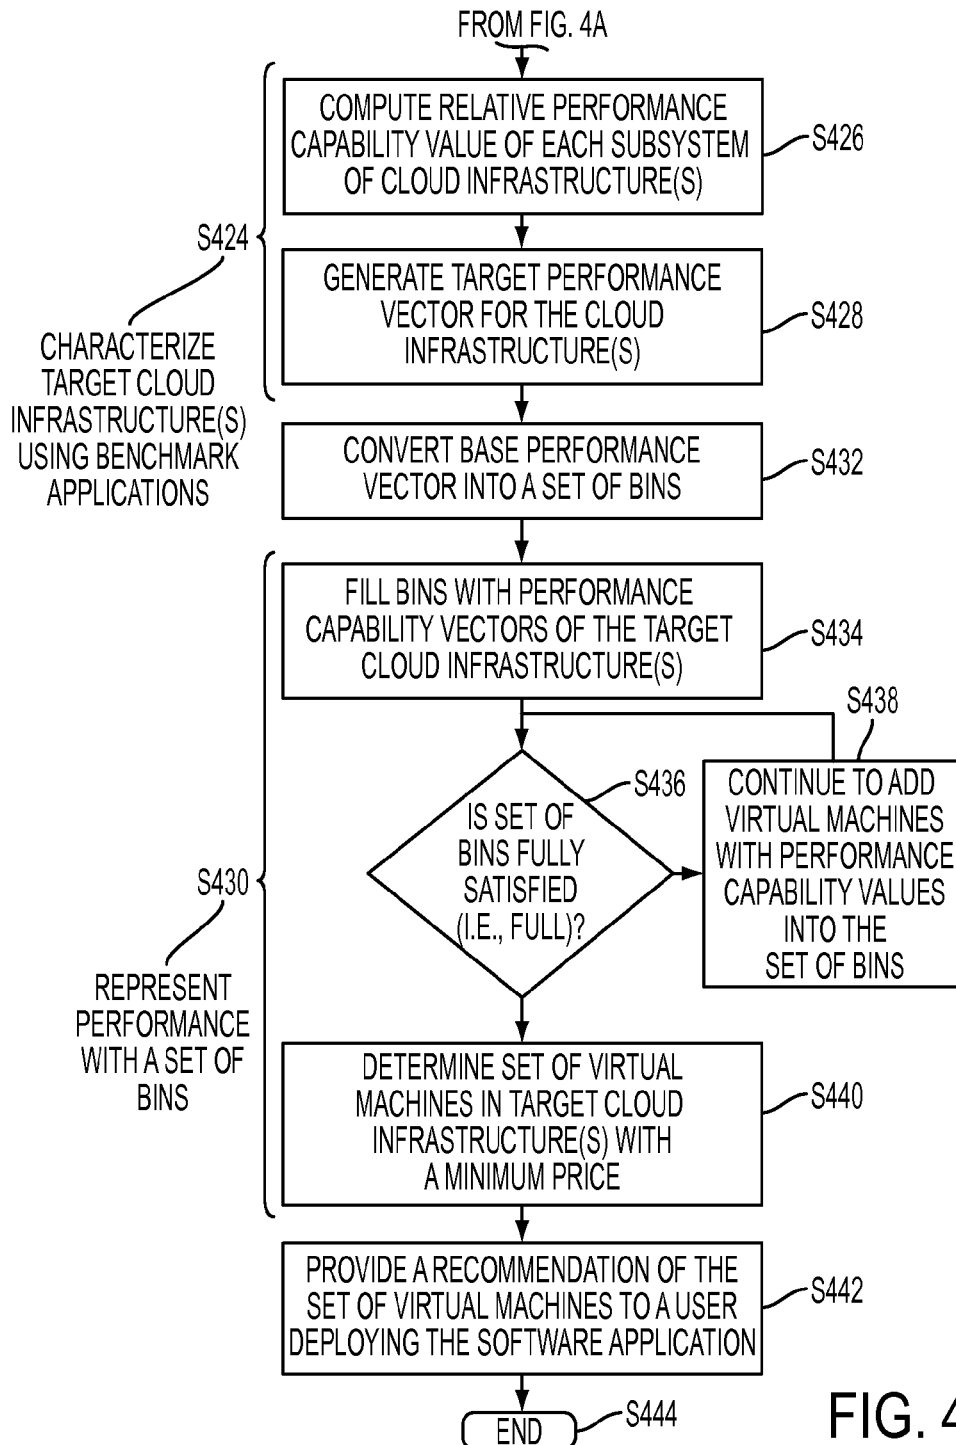 FROM FIG. 4A
COMPUTE RELATIVE PERFORMANCE
CAPABILITY VALUE OF EACH SUBSYSTEM
OF CLOUD INFRASTRUCTURE(S)
S426
S424
GENERATE TARGET PERFORMANCE
VECTOR FOR THE CLOUD
INFRASTRUCTURE(S)
S428
CHARACTERIZE
TARGET CLOUD
INFRASTRUCTURE(S)
USING BENCHMARK
APPLICATIONS
CONVERT BASE PERFORMANCE
VECTOR INTO A SET OF BINS
S432
FILL BINS WITH PERFORMANCE
CAPABILITY VECTORS OF THE TARGET
CLOUD INFRASTRUCTURE(S)
S434
S438
S436
IS SET OF
BINS FULLY
SATISFIED
(I.E., FULL)?
CONTINUE TO ADD
VIRTUAL MACHINES
WITH PERFORMANCE
CAPABILITY VALUES
INTO THE
SET OF BINS
S430
REPRESENT
PERFORMANCE
WITH A SET OF
BINS
DETERMINE SET OF VIRTUAL
MACHINES IN TARGET CLOUD
INFRASTRUCTURE(S) WITH
A MINIMUM PRICE
S440
PROVIDE A RECOMMENDATION OF THE
SET OF VIRTUAL MACHINES TO A USER
DEPLOYING THE SOFTWARE APPLICATION
S442
END
S444
FIG. 4